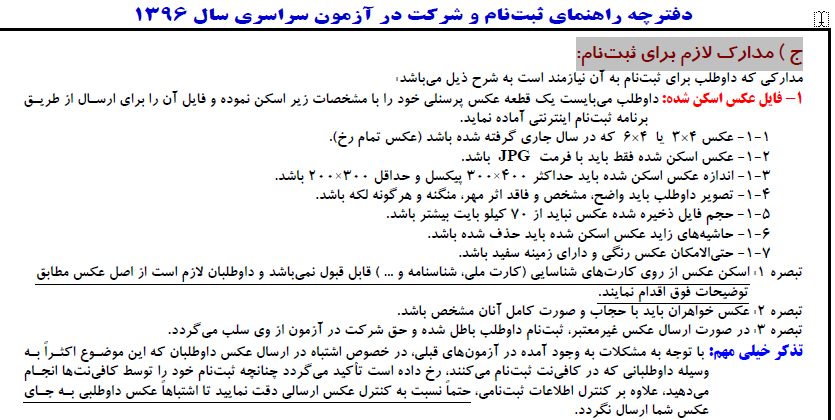 دفترچه راهنمای ثبت‌نام و شرکت در آزمون سراسری سال ۱۳۹۶
ج ) مدارک لازم برای ثبت‌نام:
مدارکی که داوطلب برای ثبت‌نام به آن نیازمند است به شرح ذیل می‌باشد:
۱– فایل عکس اسکن شده: داوطلب می‌بایست یک قطعه عکس پرسنلی خود را با مشخصات زیر اسکن نموده و فایل آن را برای ارسال از طریق
برنامه ثبت‌نام اینترنتی آماده نماید.
۱-۱- عکس ۴×۳ یا ۴×۶ که در سال جاری گرفته شده باشد (عکس تمام رخ).
۱-۲- عکس اسکن شده فقط باید با فرمت JPG باشد.
۱-۳- اندازه عکس اسکن شده باید حداکثر ۴۰۰×۳۰۰ پیکسل و حداقل ۳۰۰×۲۰۰ باشد.
۱-۴- تصویر داوطلب باید واضح، مشخص و فاقد اثر مهر، منگنه و هرگونه لکه باشد.
۱-۵- حجم فایل ذخیره شده عکس نباید از ۷۰ کیلو بایت بیشتر باشد.
۱-۶- حاشیه‌های زاید عکس اسکن شده باید حذف شده باشد.
۱-۷- حتی‌الامکان عکس رنگی و دارای زمینه سفید باشد.
تبصره ۱: اسکن عکس از روی کارت‌های شناسایی (کارت ملی، شناسنامه و ... ) قابل قبول نمی‌باشد و داوطلبان لازم است از اصل عکس مطابق
توضیحات فوق اقدام نمایند.
تبصره ۲: عکس خواهران باید با حجاب و صورت کامل آنان مشخص باشد.
تبصره ۳: در صورت ارسال عکس غیرمعتبر، ثبت‌نام داوطلب باطل شده و حق شرکت در آزمون از وی سلب می‌گردد.
تذکر خیلی مهم: با توجه به مشکلات به وجود آمده در آزمون‌های قبلی، در خصوص اشتباه در ارسال عکس داوطلبان که این موضوع اکثراً به
وسیله داوطلبانی که در کافی‌نت ثبت‌نام می‌کنند، رخ داده است تأکید می‌گردد چنانچه ثبت‌نام خود را توسط کافی‌نت‌ها انجام
می‌دهید، علاوه بر کنترل اطلاعات ثبت‌نامی، حتماً نسبت به کنترل عکس ارسالی دقت نمایید تا اشتباهاً عکس داوطلبی به جای
عکس شما ارسال نگردد.